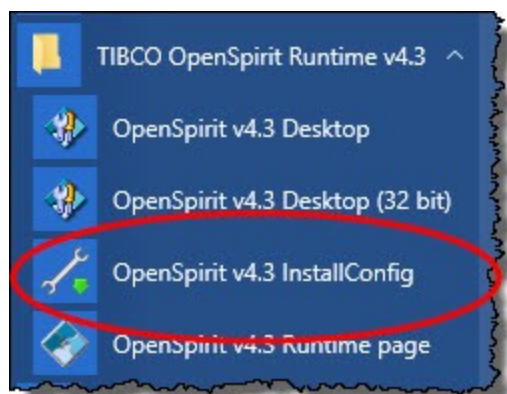 TIBCO OpenSpirit Runtime v4.3
OpenSpirit v4.3 Desktop
OpenSpirit v4.3 Desktop (32 bit)
OpenSpirit v4.3 InstallConfig
OpenSpirit v4.3 Runtime page